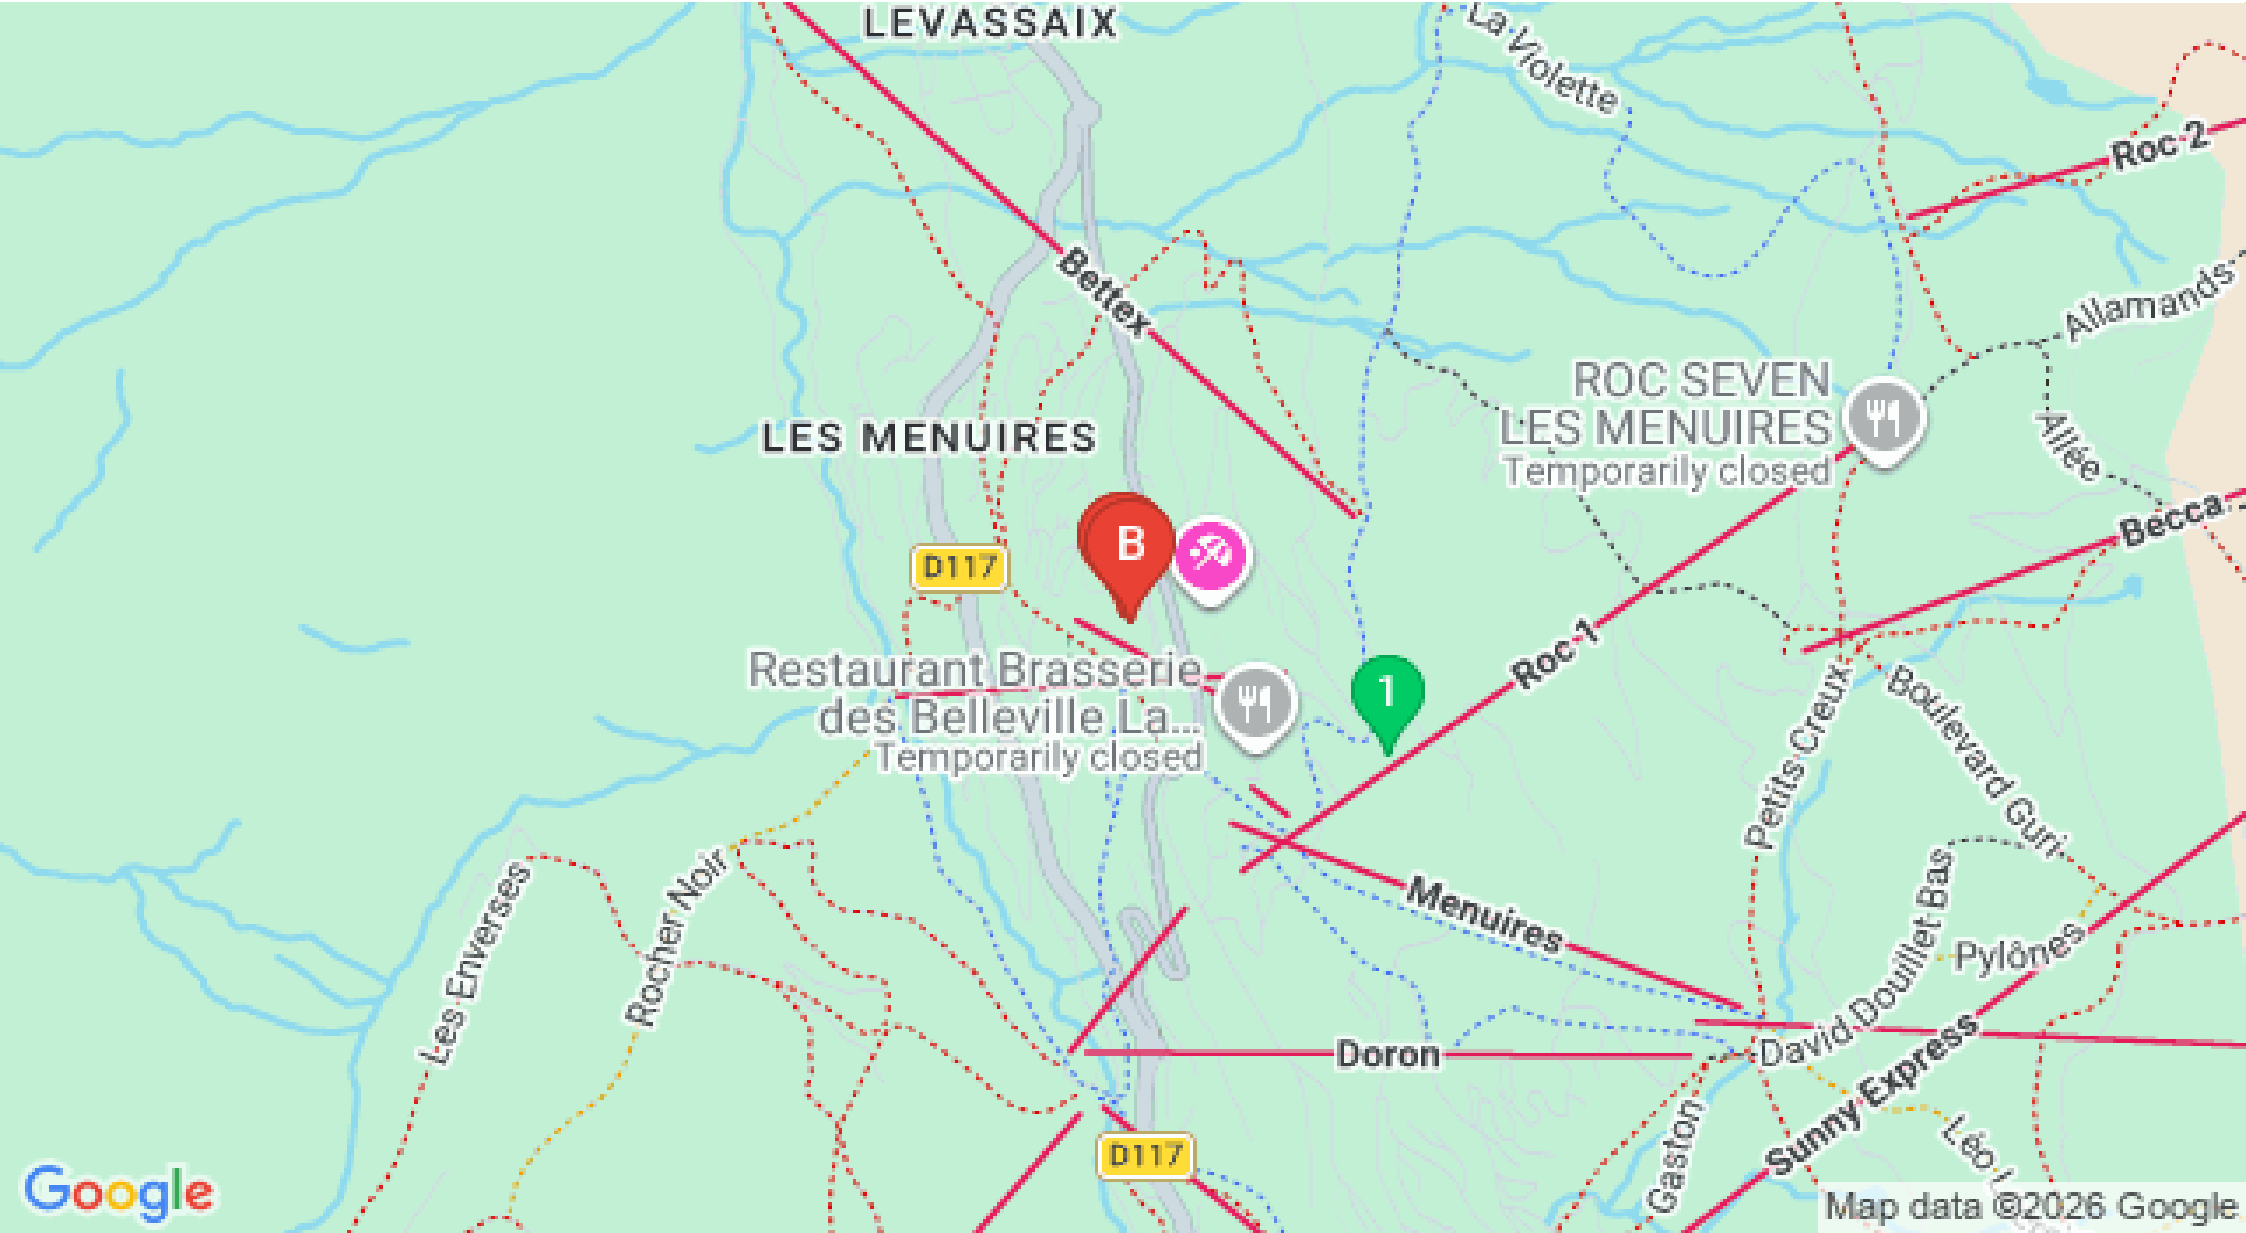 LEVASSAIX
La Violette
Roc 2
Bettex
Allamands
ROC SEVEN
LES MENUIRES
Temporarily closed
LES MENUIRES
Allée
Becca
B
D117
Roc 1
Restaurant Brasserie
des Belleville La...
Temporarily closed
1
Petits Creux
Boulevard Guri
Menuires
Les Enverses
Rocher Noir
David Douillet Bas
Pylônes
Doron
Sunny Express
Gaston
Léo L
D117
Google
Map data ©2026 Google